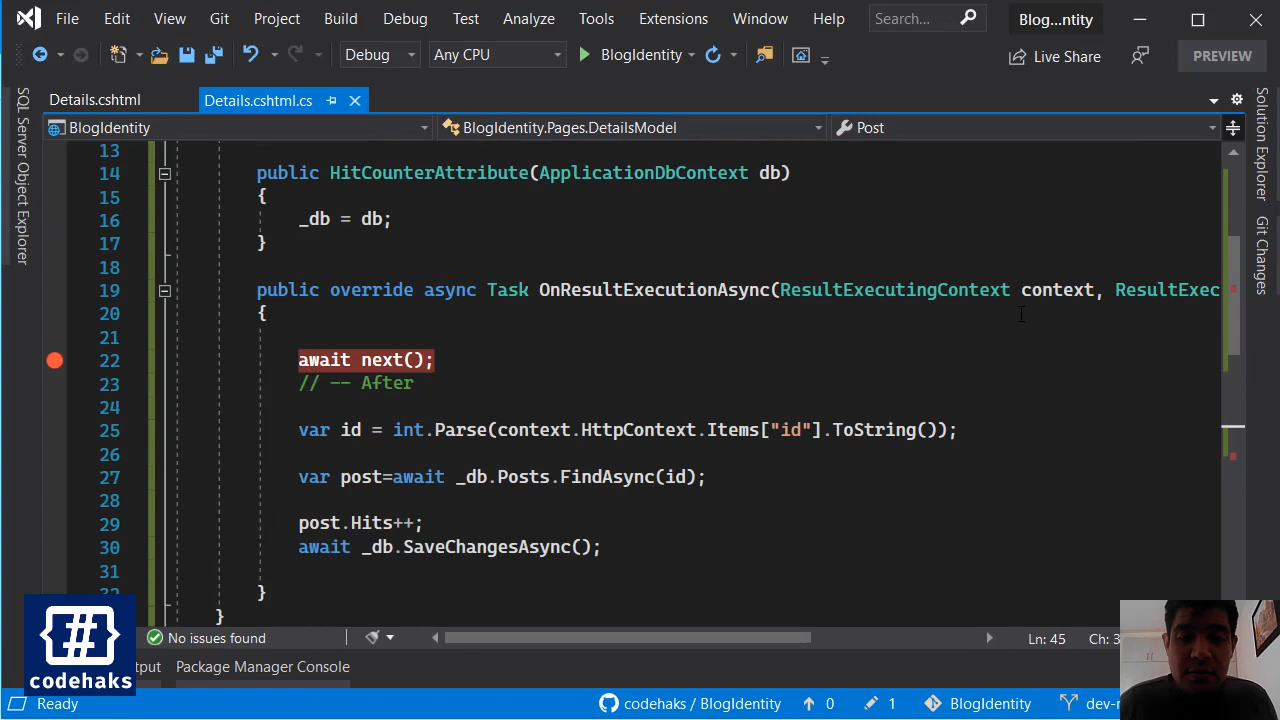 File Edit View Git Project Build Debug Test Analyze Tools Extensions Window Help Search... Blog...ntity
Debug Any CPU BlogIdentity Live Share PREVIEW
Details.cshtml Details.cshtml.cs
BlogIdentity BlogIdentity.Pages.DetailsModel Post
SQL Server Object Explorer
Solution Explorer
Git Changes
13
14 public HitCounterAttribute(ApplicationDbContext db)
15 {
16 _db = db;
17 }
18
19 public override async Task OnResultExecutionAsync(ResultExecutingContext context, ResultExec
20 {
21
22 await next();
23 // -- After
24
25 var id = int.Parse(context.HttpContext.Items["id"].ToString());
26
27 var post=await _db.Posts.FindAsync(id);
28
29 post.Hits++;
30 await _db.SaveChangesAsync();
31
32 }
}
No issues found Ln: 45 Ch: 3
tput Package Manager Console
{#}
codehaks
Ready codehaks / BlogIdentity 0 1 BlogIdentity dev-r